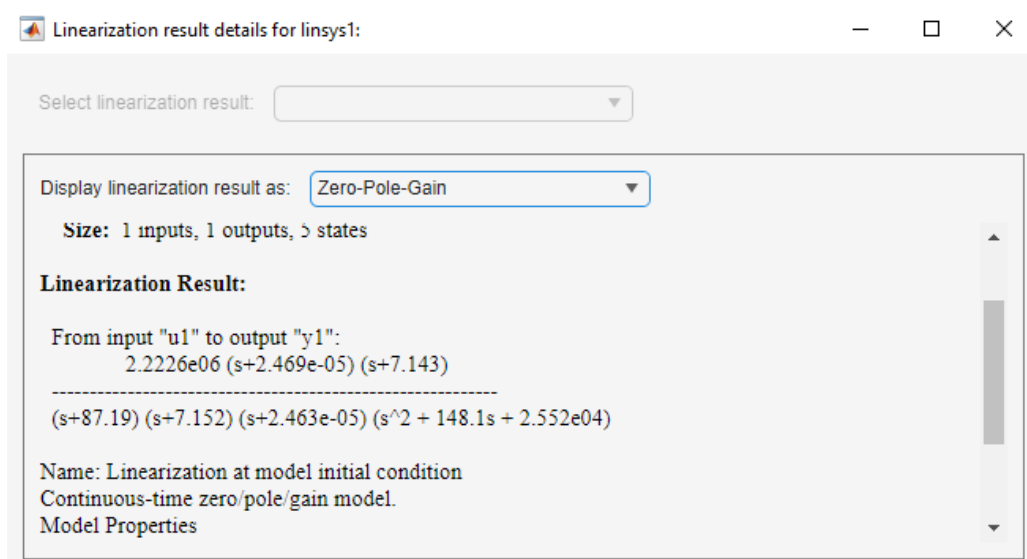 Linearization result details for linsys1:
Select linearization result:
Display linearization result as: Zero-Pole-Gain
Size: 1 inputs, 1 outputs, 5 states
Linearization Result:
From input "u1" to output "y1":
2.2226e06 (s+2.469e-05) (s+7.143)
-----------------------------------------------------------
(s+87.19) (s+7.152) (s+2.463e-05) (s^2 + 148.1s + 2.552e04)
Name: Linearization at model initial condition
Continuous-time zero/pole/gain model.
Model Properties